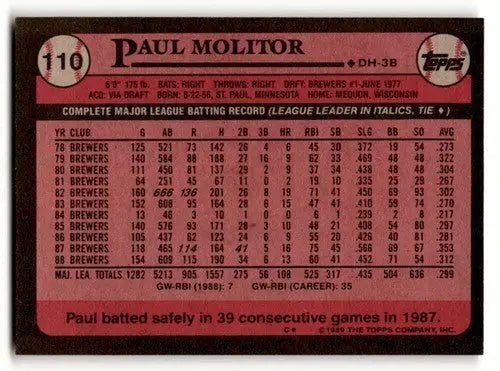 110
PAUL MOLITOR
◆DH-3B
Topps
6'0" 175 lb. BATS: RIGHT THROWS: RIGHT DRFT: BREWERS #1-JUNE 1977
ACQ: VIA DRAFT BORN: 8-22-56, ST. PAUL, MINNESOTA HOME: MEQUON, WISCONSIN
COMPLETE MAJOR LEAGUE BATTING RECORD (LEAGUE LEADER IN ITALICS, TIE ◆)
YR CLUB G AB R H 2B 3B HR RBI SB SLG BB SO AVG
78 BREWERS 125 521 73 142 26 4 6 45 30 .372 19 54 .273
79 BREWERS 140 584 88 188 27 16 9 62 33 .469 48 48 .322
80 BREWERS 111 450 81 137 29 2 9 37 34 .438 48 48 .304
81 BREWERS 64 251 45 67 11 0 2 19 10 .335 25 29 .267
82 BREWERS 160 666 136 201 26 8 19 71 41 .450 69 93 .302
83 BREWERS 152 608 95 164 28 6 15 47 41 .410 59 74 .270
84 BREWERS 13 46 3 10 1 0 0 6 1 .239 2 8 .217
85 BREWERS 140 576 93 171 28 3 10 48 21 .408 54 80 .297
86 BREWERS 105 437 62 123 24 6 9 55 20 .426 40 81 .281
87 BREWERS 118 465 114 164 41 5 16 75 45 .566 69 67 .353
88 BREWERS 154 609 115 190 34 6 13 60 41 .452 71 54 .312
MAJ. LEA. TOTALS 1282 5213 905 1557 275 56 108 525 317 .435 504 636 .299
GW-RBI (1988): 7 GW-RBI (CAREER): 35
Paul batted safely in 39 consecutive games in 1987.
© 1989 THE TOPPS COMPANY, INC.